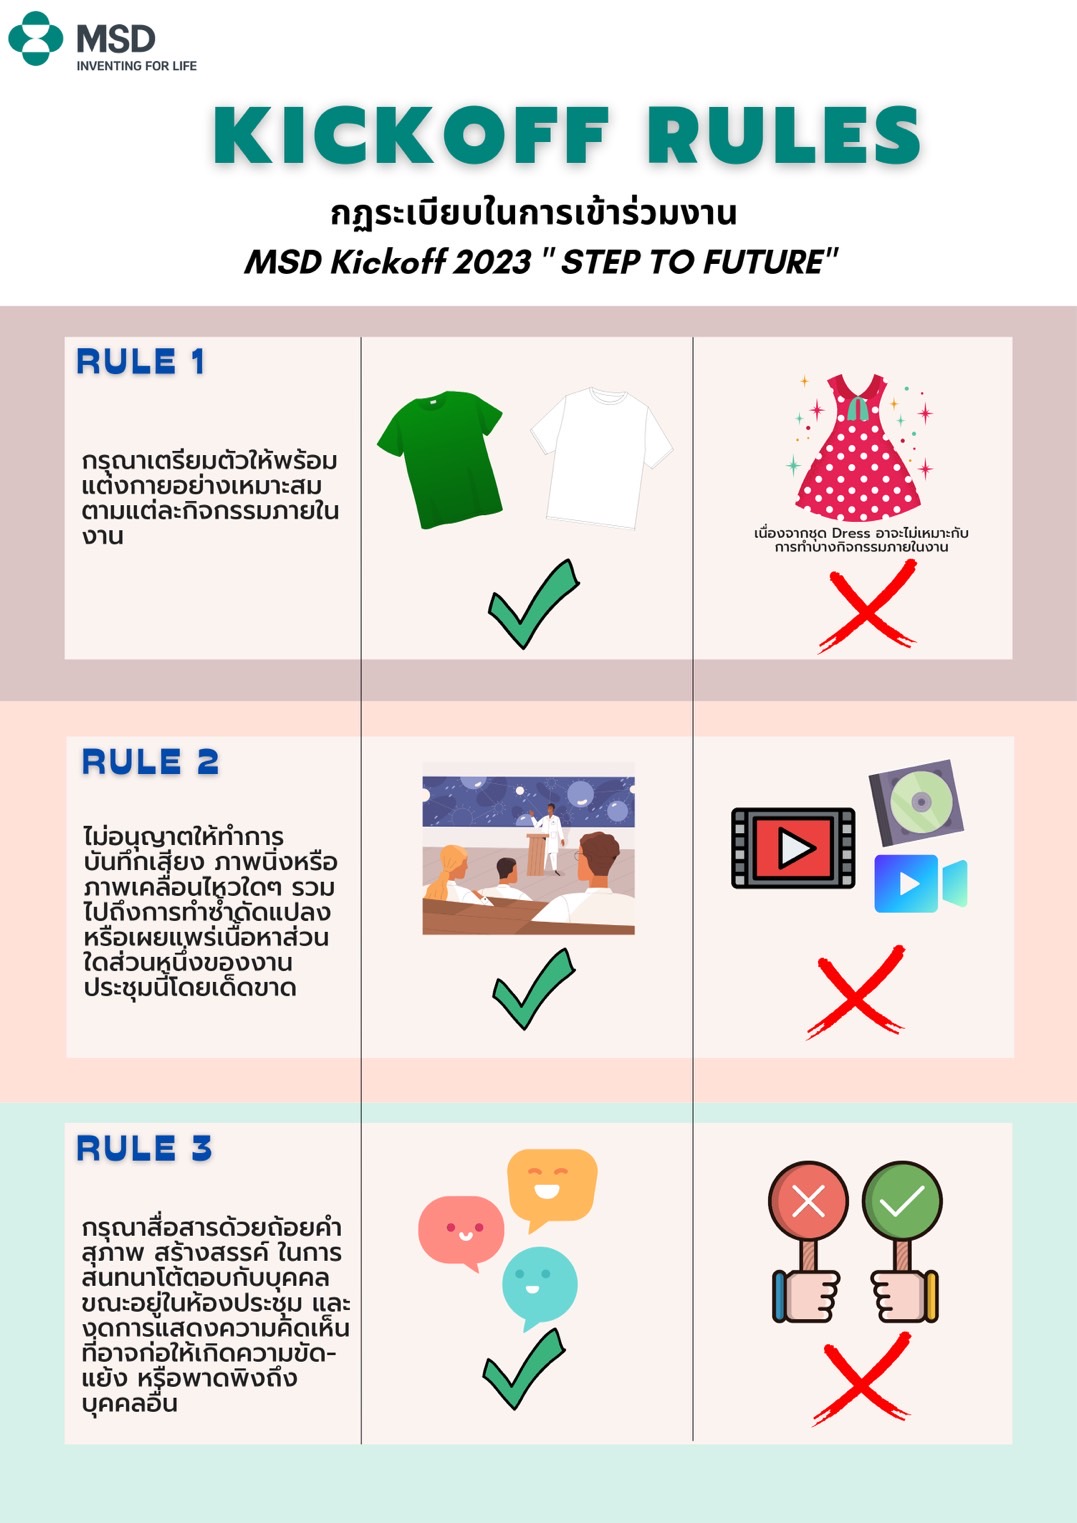 MSD
INVENTING FOR LIFE
KICKOFF RULES
กฏระเบียบในการเข้าร่วมงาน
MSD Kickoff 2023 " STEP TO FUTURE"
RULE 1
กรุณาเตรียมตัวให้พร้อม
แต่งกายอย่างเหมาะสม
ตามแต่ละกิจกรรมภายใน
งาน
เนื่องจากชุด Dress อาจจะไม่เหมาะกับ
การทำบางกิจกรรมภายในงาน
RULE 2
ไม่อนุญาตให้ทำการ
บันทึกเสียง ภาพนิ่งหรือ
ภาพเคลื่อนไหวใดๆ รวม
ไปถึงการทำซ้ำดัดแปลง
หรือเผยแพร่เนื้อหาส่วน
ใดส่วนหนึ่งของงาน
ประชุมนี้โดยเด็ดขาด
RULE 3
กรุณาสื่อสารด้วยถ้อยคำ
สุภาพ สร้างสรรค์ ในการ
สนทนาโต้ตอบกับบุคคล
ขณะอยู่ในห้องประชุม และ
งดการแสดงความคิดเห็น
ที่อาจก่อให้เกิดความขัด-
แย้ง หรือพาดพิงถึง
บุคคลอื่น